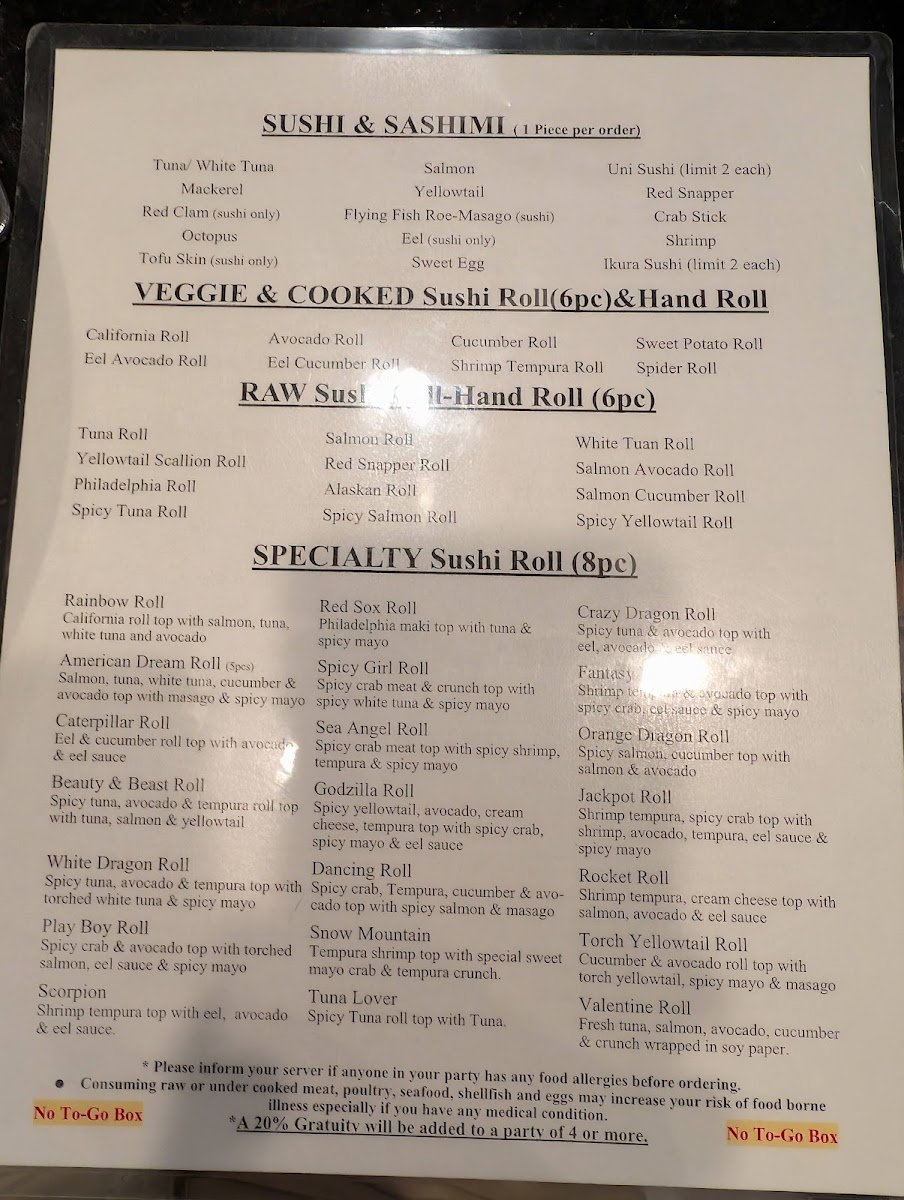 SUSHI & SASHIMI ( 1 Piece per order)
Tuna/ White Tuna
Salmon
Uni Sushi (limit 2 each)
Mackerel
Yellowtail
Red Snapper
Red Clam (sushi only)
Flying Fish Roe-Masago (sushi)
Crab Stick
Octopus
Eel (sushi only)
Shrimp
Tofu Skin (sushi only)
Sweet Egg
Ikura Sushi (limit 2 each)
VEGGIE & COOKED Sushi Roll(6pc)&Hand Roll
California Roll
Avocado Roll
Cucumber Roll
Sweet Potato Roll
Eel Avocado Roll
Eel Cucumber Roll
Shrimp Tempura Roll
Spider Roll
RAW Sushi Roll-Hand Roll (6pc)
Tuna Roll
Salmon Roll
White Tuan Roll
Yellowtail Scallion Roll
Red Snapper Roll
Salmon Avocado Roll
Philadelphia Roll
Alaskan Roll
Salmon Cucumber Roll
Spicy Tuna Roll
Spicy Salmon Roll
Spicy Yellowtail Roll
SPECIALTY Sushi Roll (8pc)
Rainbow Roll
California roll top with salmon, tuna,
white tuna and avocado
American Dream Roll (5pcs)
Salmon, tuna, white tuna, cucumber &
avocado top with masago & spicy mayo
Caterpillar Roll
Eel & cucumber roll top with avocado
& eel sauce
Beauty & Beast Roll
Spicy tuna, avocado & tempura roll top
with tuna, salmon & yellowtail
White Dragon Roll
Spicy tuna, avocado & tempura top with
torched white tuna & spicy mayo
Play Boy Roll
Spicy crab & avocado top with torched
salmon, eel sauce & spicy mayo
Scorpion
Shrimp tempura top with eel, avocado
& eel sauce.
Red Sox Roll
Philadelphia maki top with tuna &
spicy mayo
Spicy Girl Roll
Spicy crab meat & crunch top with
spicy white tuna & spicy mayo
Sea Angel Roll
Spicy crab meat top with spicy shrimp,
tempura & spicy mayo
Godzilla Roll
Spicy yellowtail, avocado, cream
cheese, tempura top with spicy crab,
spicy mayo & eel sauce
Dancing Roll
Spicy crab, Tempura, cucumber & avo-
cado top with spicy salmon & masago
Snow Mountain
Tempura shrimp top with special sweet
mayo crab & tempura crunch.
Tuna Lover
Spicy Tuna roll top with Tuna.
Crazy Dragon Roll
Spicy tuna & avocado top with
eel, avocado & eel sauce
Fantasy
Shrimp tempura & avocado top with
spicy crab, eel sauce & spicy mayo
Orange Dragon Roll
Spicy salmon, cucumber top with
salmon & avocado
Jackpot Roll
Shrimp tempura, spicy crab top with
shrimp, avocado, tempura, eel sauce &
spicy mayo
Rocket Roll
Shrimp tempura, cream cheese top with
salmon, avocado & eel sauce
Torch Yellowtail Roll
Cucumber & avocado roll top with
torch yellowtail, spicy mayo & masago
Valentine Roll
Fresh tuna, salmon, avocado, cucumber
& crunch wrapped in soy paper.
* Please inform your server if anyone in your party has any food allergies before ordering.
● Consuming raw or under cooked meat, poultry, seafood, shellfish and eggs may increase your risk of food borne
illness especially if you have any medical condition.
*A 20% Gratuity will be added to a party of 4 or more.
No To-Go Box
No To-Go Box